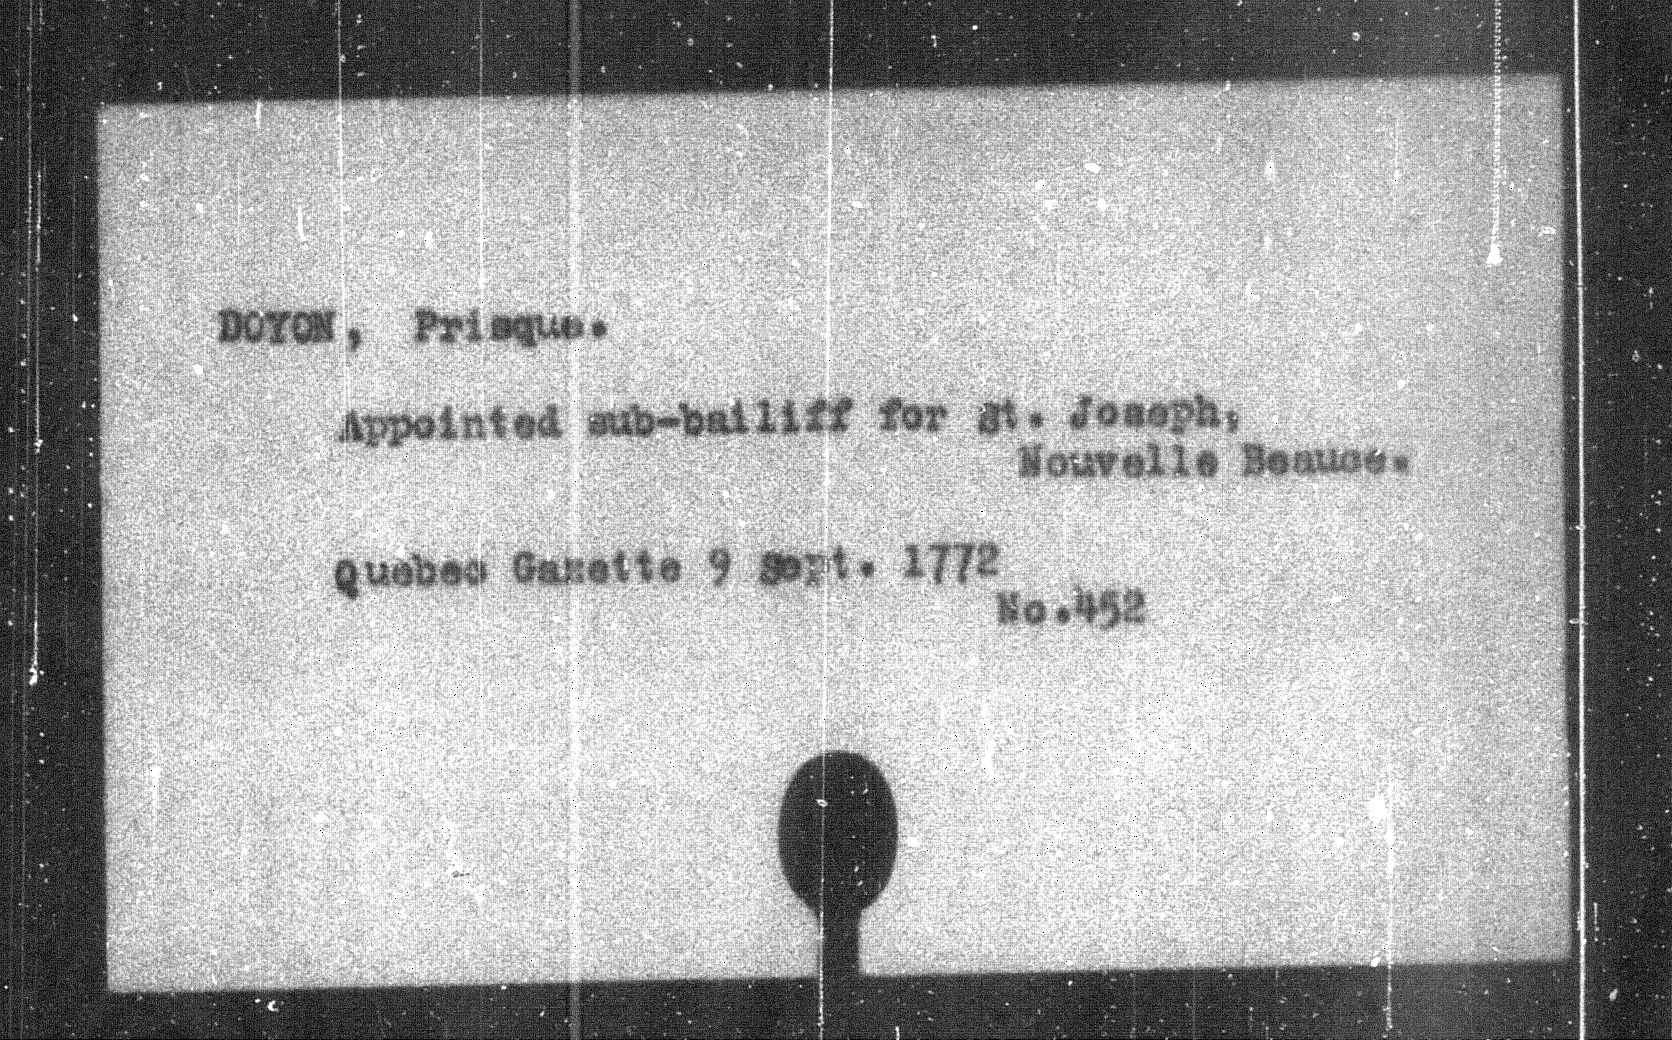 DOYON, Prisque.
Appointed sub-bailiff for St. Joseph,
Nouvelle Beauce.
Quebec Gazette 9 Sept. 1772
No.452